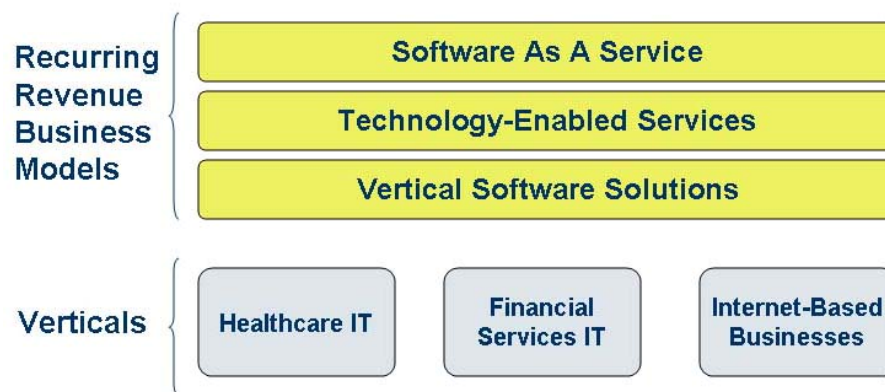 Recurring
Revenue
Business
Models
Software As A Service
Technology-Enabled Services
Vertical Software Solutions
Verticals
Healthcare IT
Financial
Services IT
Internet-Based
Businesses